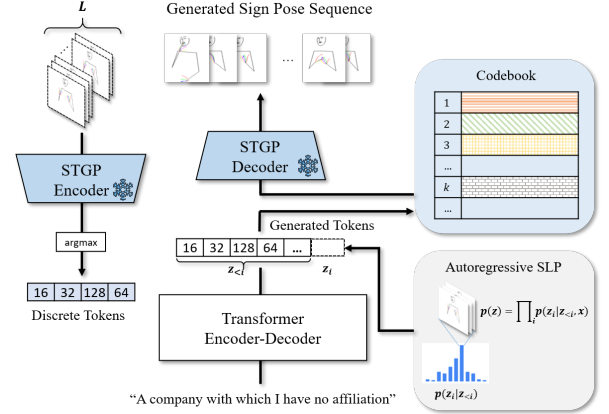 L
Generated Sign Pose Sequence
...
STGP
Encoder
argmax
16 32 128 64
Discrete Tokens
STGP
Decoder
Codebook
1
2
3
...
k
...
Generated Tokens
16 32 128 64 ...
z<i zi
Transformer
Encoder-Decoder
“A company with which I have no affiliation”
Autoregressive SLP
p(z) = ∏i p(zi|z<i, x)
p(zi|z<i)